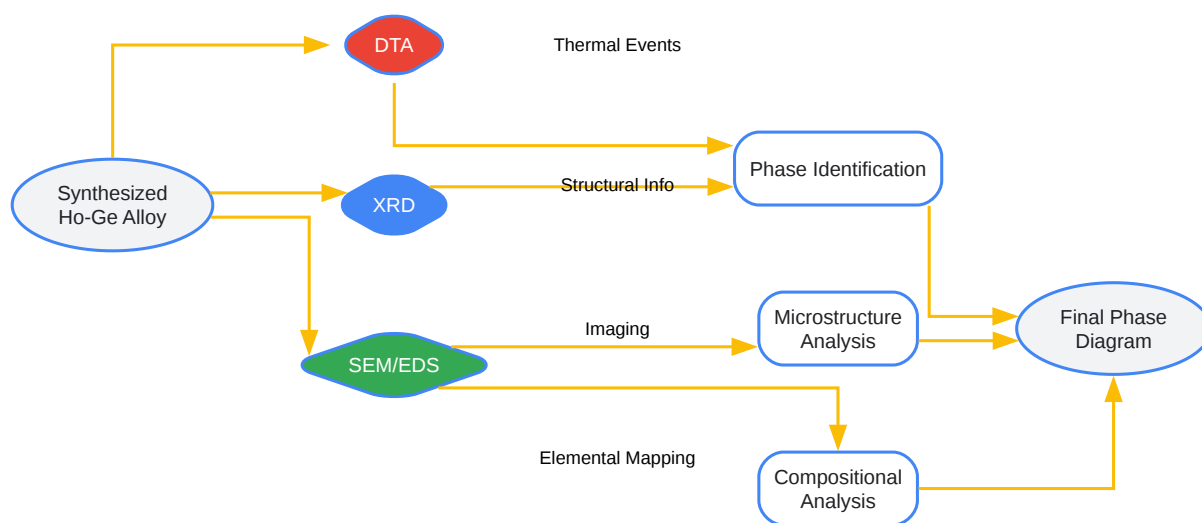 DTA
Thermal Events
Synthesized
Ho-Ge Alloy
XRD
Structural Info
Phase Identification
SEM/EDS
Imaging
Microstructure
Analysis
Final Phase
Diagram
Elemental Mapping
Compositional
Analysis